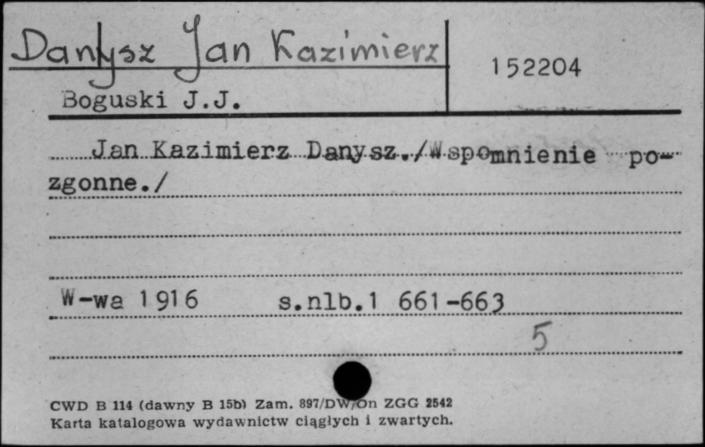 Danysz Jan Kazimierz
152204
Boguski J.J.
Jan Kazimierz Danysz./Wspomnienie po-
zgonne./
W-wa 1916 s.nlb.1 661-663
5
CWD B 114 (dawny B 15b) Zam. 897/DW/On ZGG 2542
Karta katalogowa wydawnictw ciągłych i zwartych.